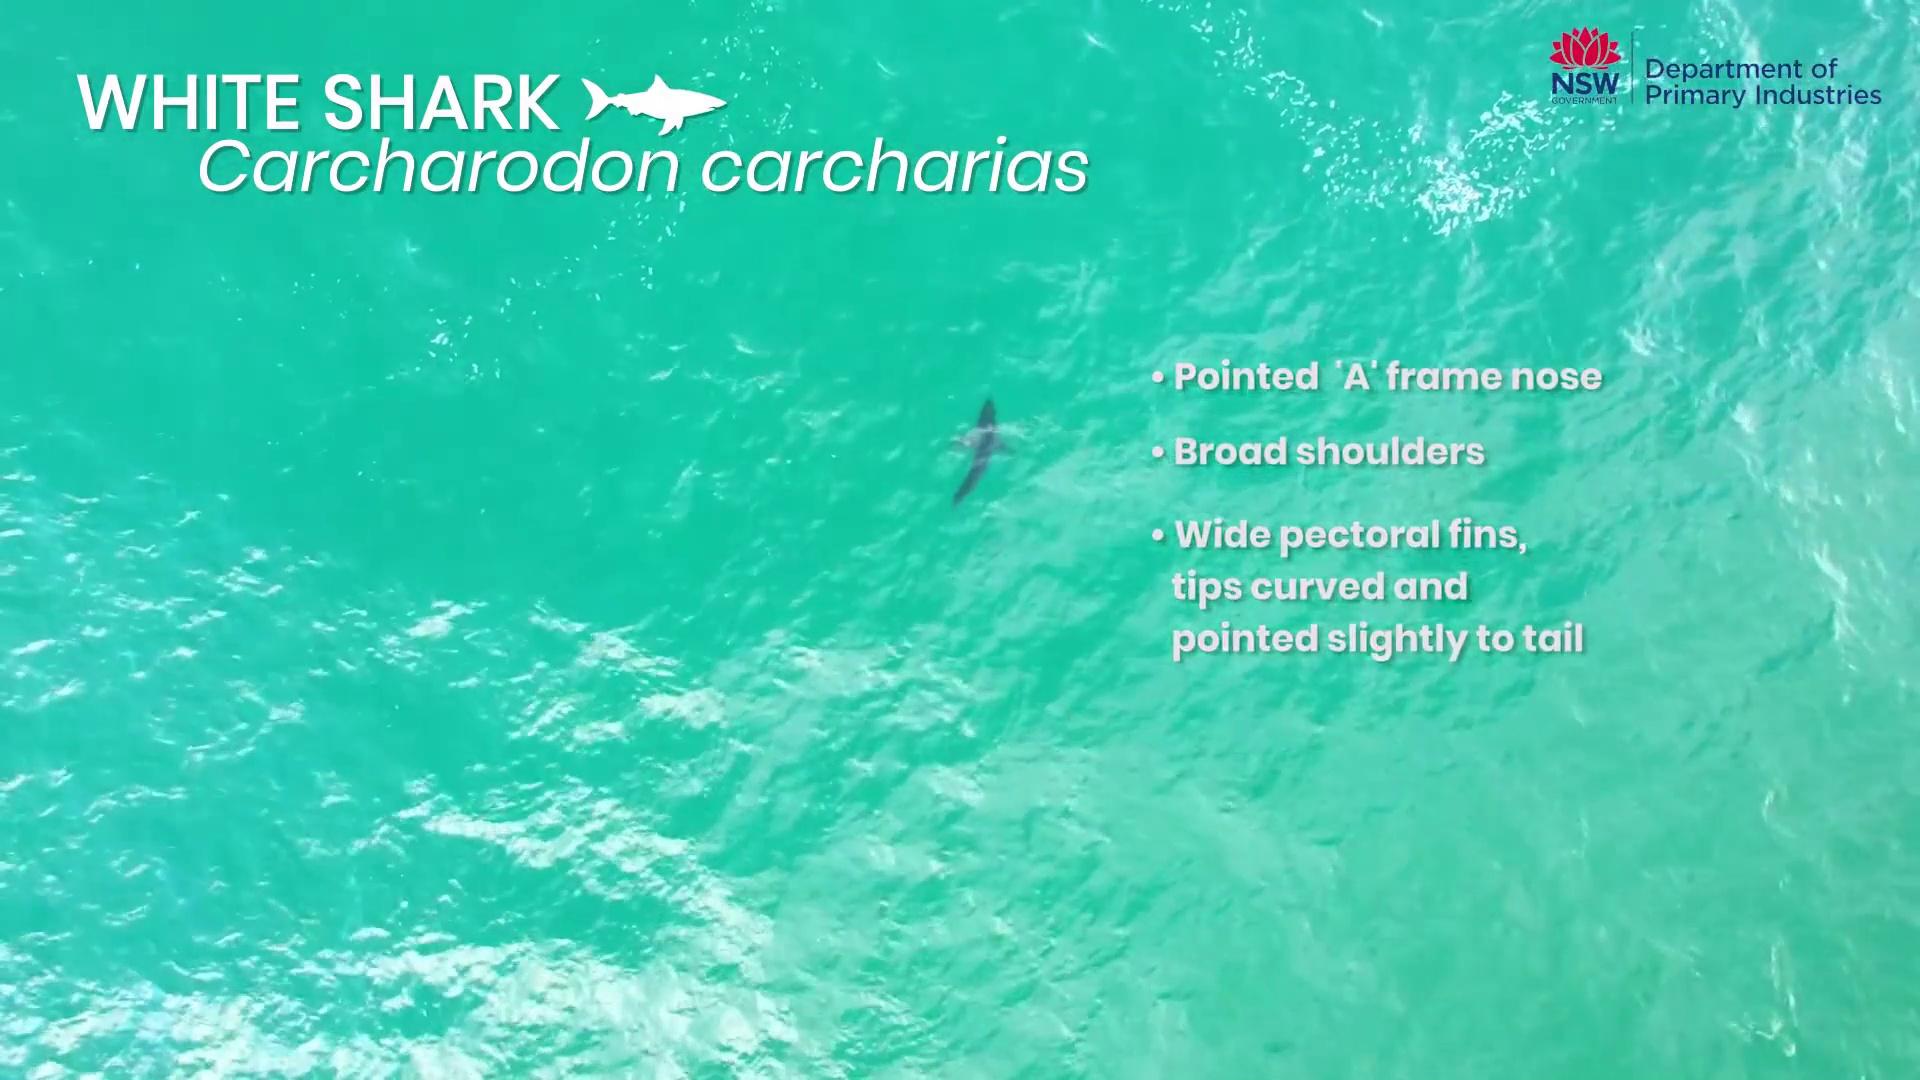 WHITE SHARK
Carcharodon carcharias
NSW
GOVERNMENT
Department of
Primary Industries
• Pointed 'A' frame nose
• Broad shoulders
• Wide pectoral fins,
tips curved and
pointed slightly to tail